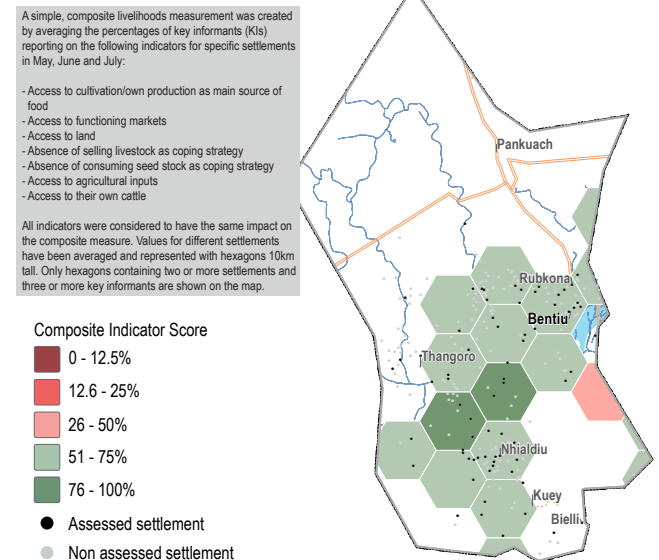 A simple, composite livelihoods measurement was created
by averaging the percentages of key informants (KIs)
reporting on the following indicators for specific settlements
in May, June and July:
- Access to cultivation/own production as main source of
food
- Access to functioning markets
- Access to land
- Absence of selling livestock as coping strategy
- Absence of consuming seed stock as coping strategy
- Access to agricultural inputs
- Access to their own cattle
All indicators were considered to have the same impact on
the composite measure. Values for different settlements
have been averaged and represented with hexagons 10km
tall. Only hexagons containing two or more settlements and
three or more key informants are shown on the map.
Composite Indicator Score
0 - 12.5%
12.6 - 25%
26 - 50%
51 - 75%
76 - 100%
Assessed settlement
Non assessed settlement
Pankuach
Rubkona
Bentiu
Thangoro
Nhialdiu
Kuey
Bielli